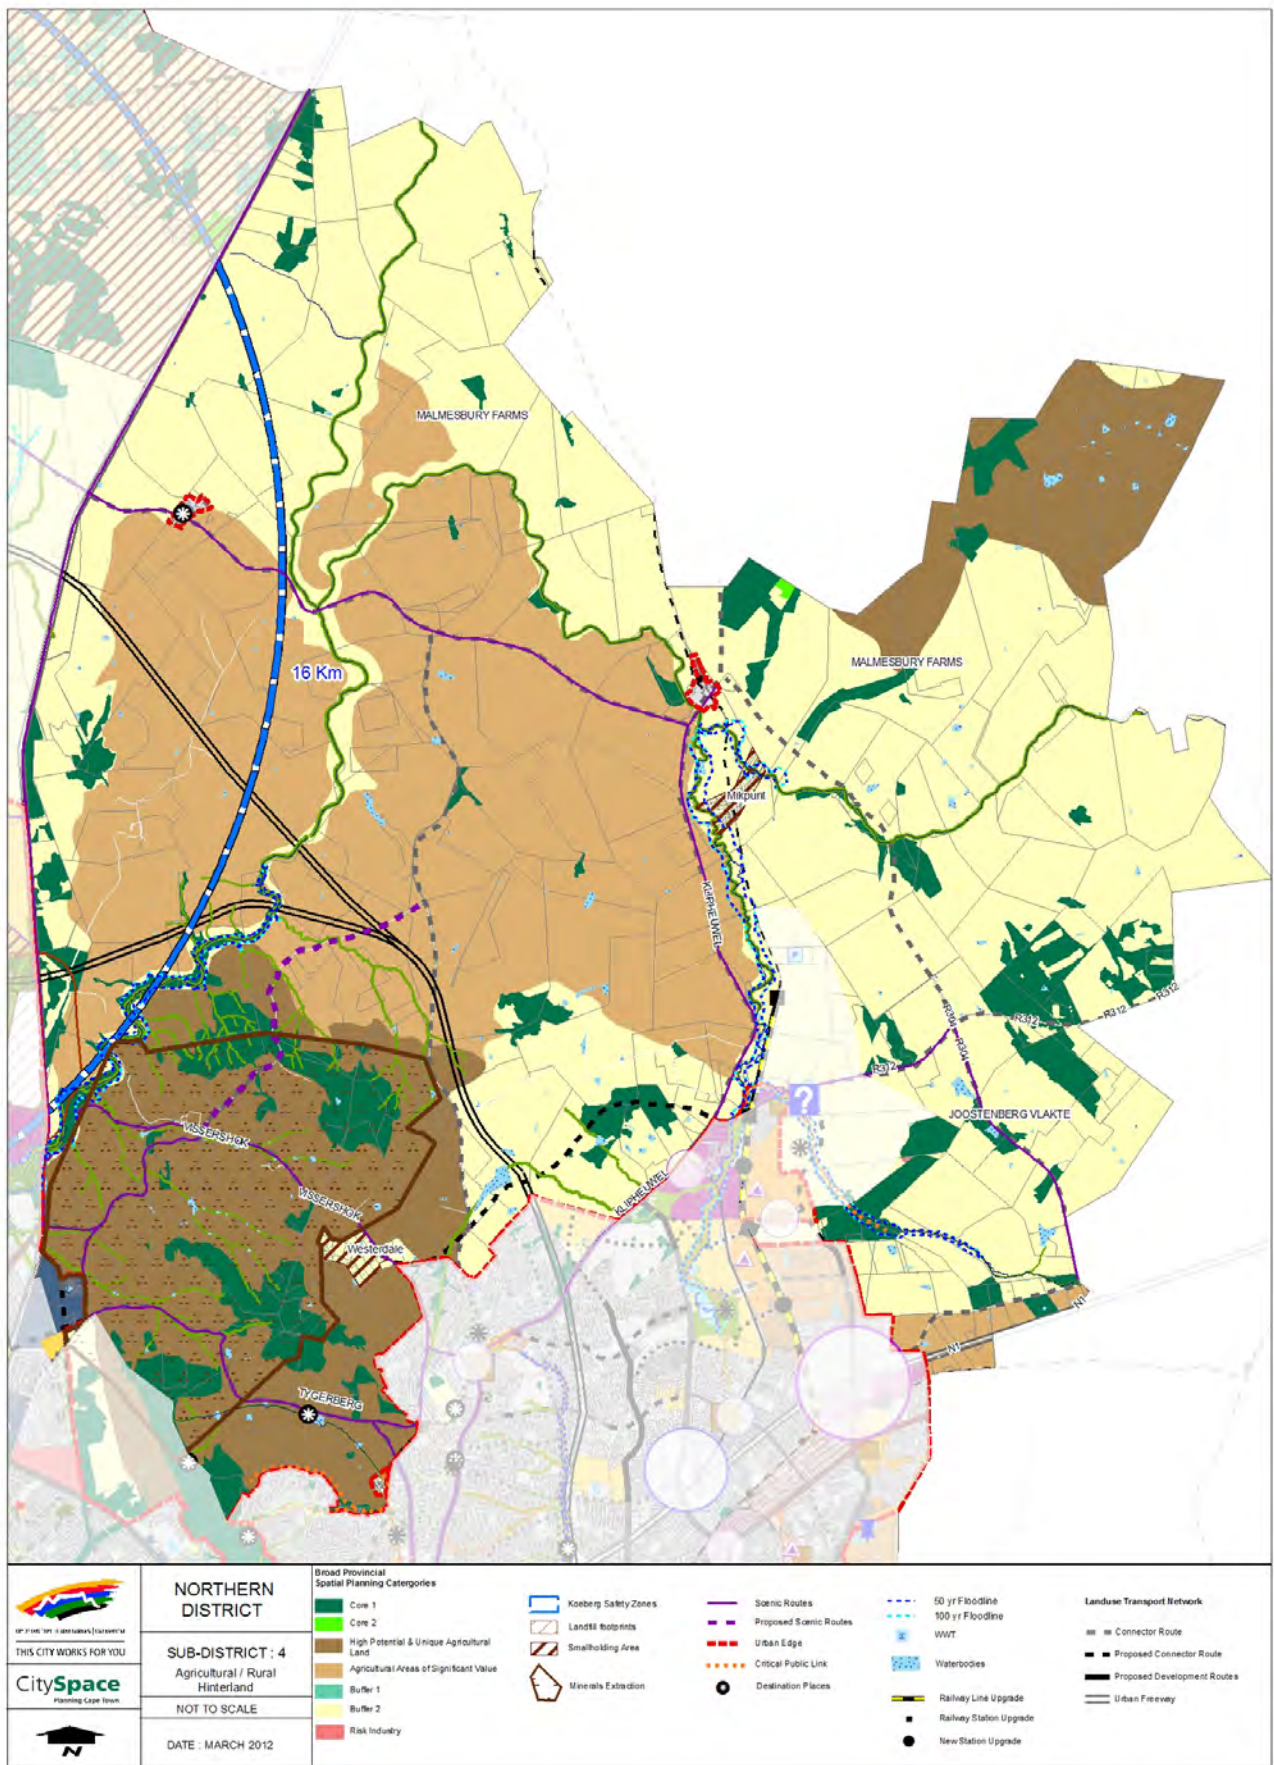 MALMESBURY FARMS
16 Km
MALMESBURY FARMS
Mikpunt
KLIPHEUWEL
R304
R312
R312
R312
R304
R312
JOOSTENBERG VLAKTE
VISSERSHOK
VISSERSHOK
KLIPHEUWEL
Westerdale
N1
N1
TYGERBERG
?
P
THIS CITY WORKS FOR YOU
CitySpace
Planning Cape Town
N
NORTHERN
DISTRICT
SUB-DISTRICT : 4
Agricultural / Rural
Hinterland
NOT TO SCALE
DATE : MARCH 2012
Broad Provincial
Spatial Planning Catergories
Core 1
Core 2
High Potential & Unique Agricultural
Land
Agricultural Areas of Significant Value
Buffer 1
Buffer 2
Risk Industry
Koeberg Safety Zones
Landfill footprints
Smallholding Area
Minerals Extraction
Scenic Routes
Proposed Scenic Routes
Urban Edge
Critical Public Link
Destination Places
50 yr Floodline
100 yr Floodline
WWT
Waterbodies
Railway Line Upgrade
Railway Station Upgrade
New Station Upgrade
Landuse Transport Network
Connector Route
Proposed Connector Route
Proposed Development Routes
Urban Freeway